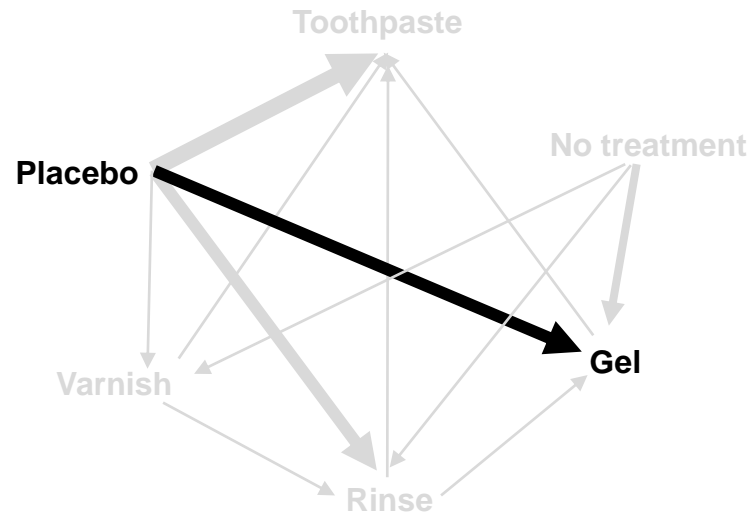 Toothpaste
No treatment
Placebo
Gel
Varnish
Rinse